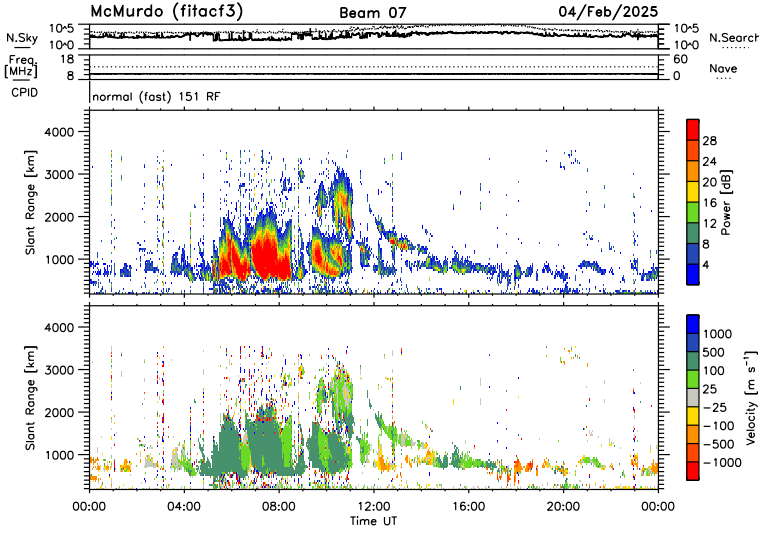 McMurdo (fitacf3) Beam 07 04/Feb/2025
N.Sky 10^5 10^0 10^5 10^0 N.Search
Freq. [MHz] 18 8 60 0 Nave
CPID normal (fast) 151 RF
Slant Range [km] 4000 3000 2000 1000
28 24 20 16 12 8 4 Power [dB]
Slant Range [km] 4000 3000 2000 1000
1000 500 100 25 -25 -100 -500 -1000 Velocity [m s⁻¹]
00:00 04:00 08:00 12:00 16:00 20:00 00:00
Time UT